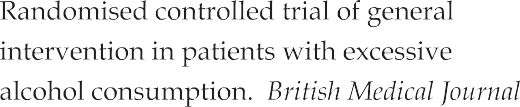 Randomised controlled trial of general
intervention in patients with excessive
alcohol consumption. British Medical Journal